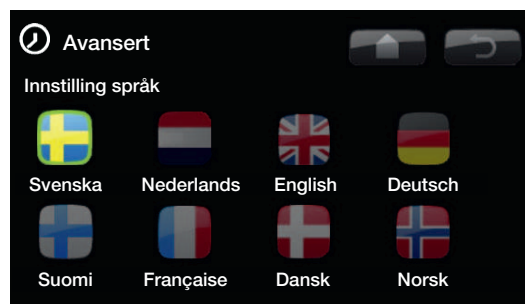 Avansert
Innstilling språk
Svenska Nederlands English Deutsch
Suomi Française Dansk Norsk